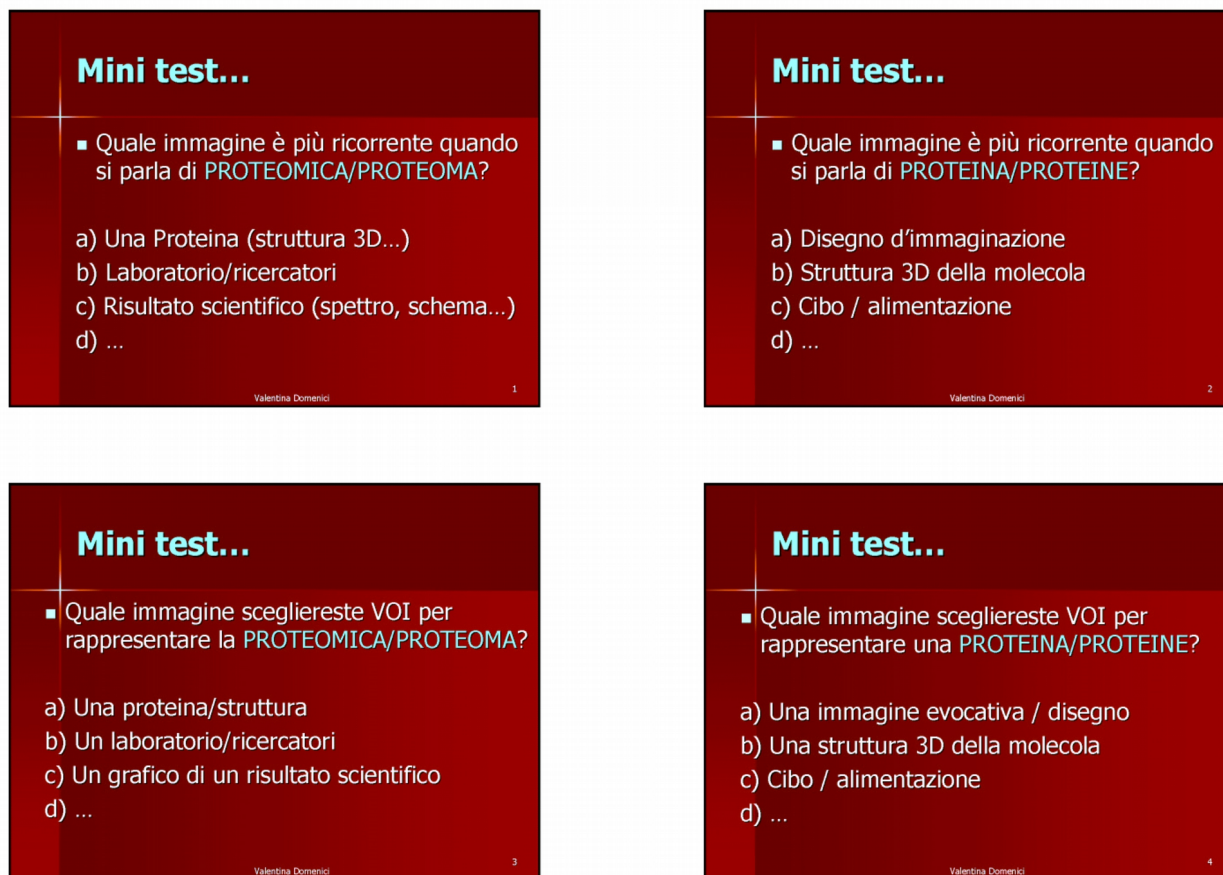 Mini test...
■ Quale immagine è più ricorrente quando
si parla di PROTEOMICA/PROTEOMA?
a) Una Proteina (struttura 3D...)
b) Laboratorio/ricercatori
c) Risultato scientifico (spettro, schema...)
d) ...
Valentina Domenici
1
Mini test...
■ Quale immagine è più ricorrente quando
si parla di PROTEINA/PROTEINE?
a) Disegno d'immaginazione
b) Struttura 3D della molecola
c) Cibo / alimentazione
d) ...
Valentina Domenici
2
Mini test...
■ Quale immagine scegliereste VOI per
rappresentare la PROTEOMICA/PROTEOMA?
a) Una proteina/struttura
b) Un laboratorio/ricercatori
c) Un grafico di un risultato scientifico
d) ...
Valentina Domenici
3
Mini test...
■ Quale immagine scegliereste VOI per
rappresentare una PROTEINA/PROTEINE?
a) Una immagine evocativa / disegno
b) Una struttura 3D della molecola
c) Cibo / alimentazione
d) ...
Valentina Domenici
4